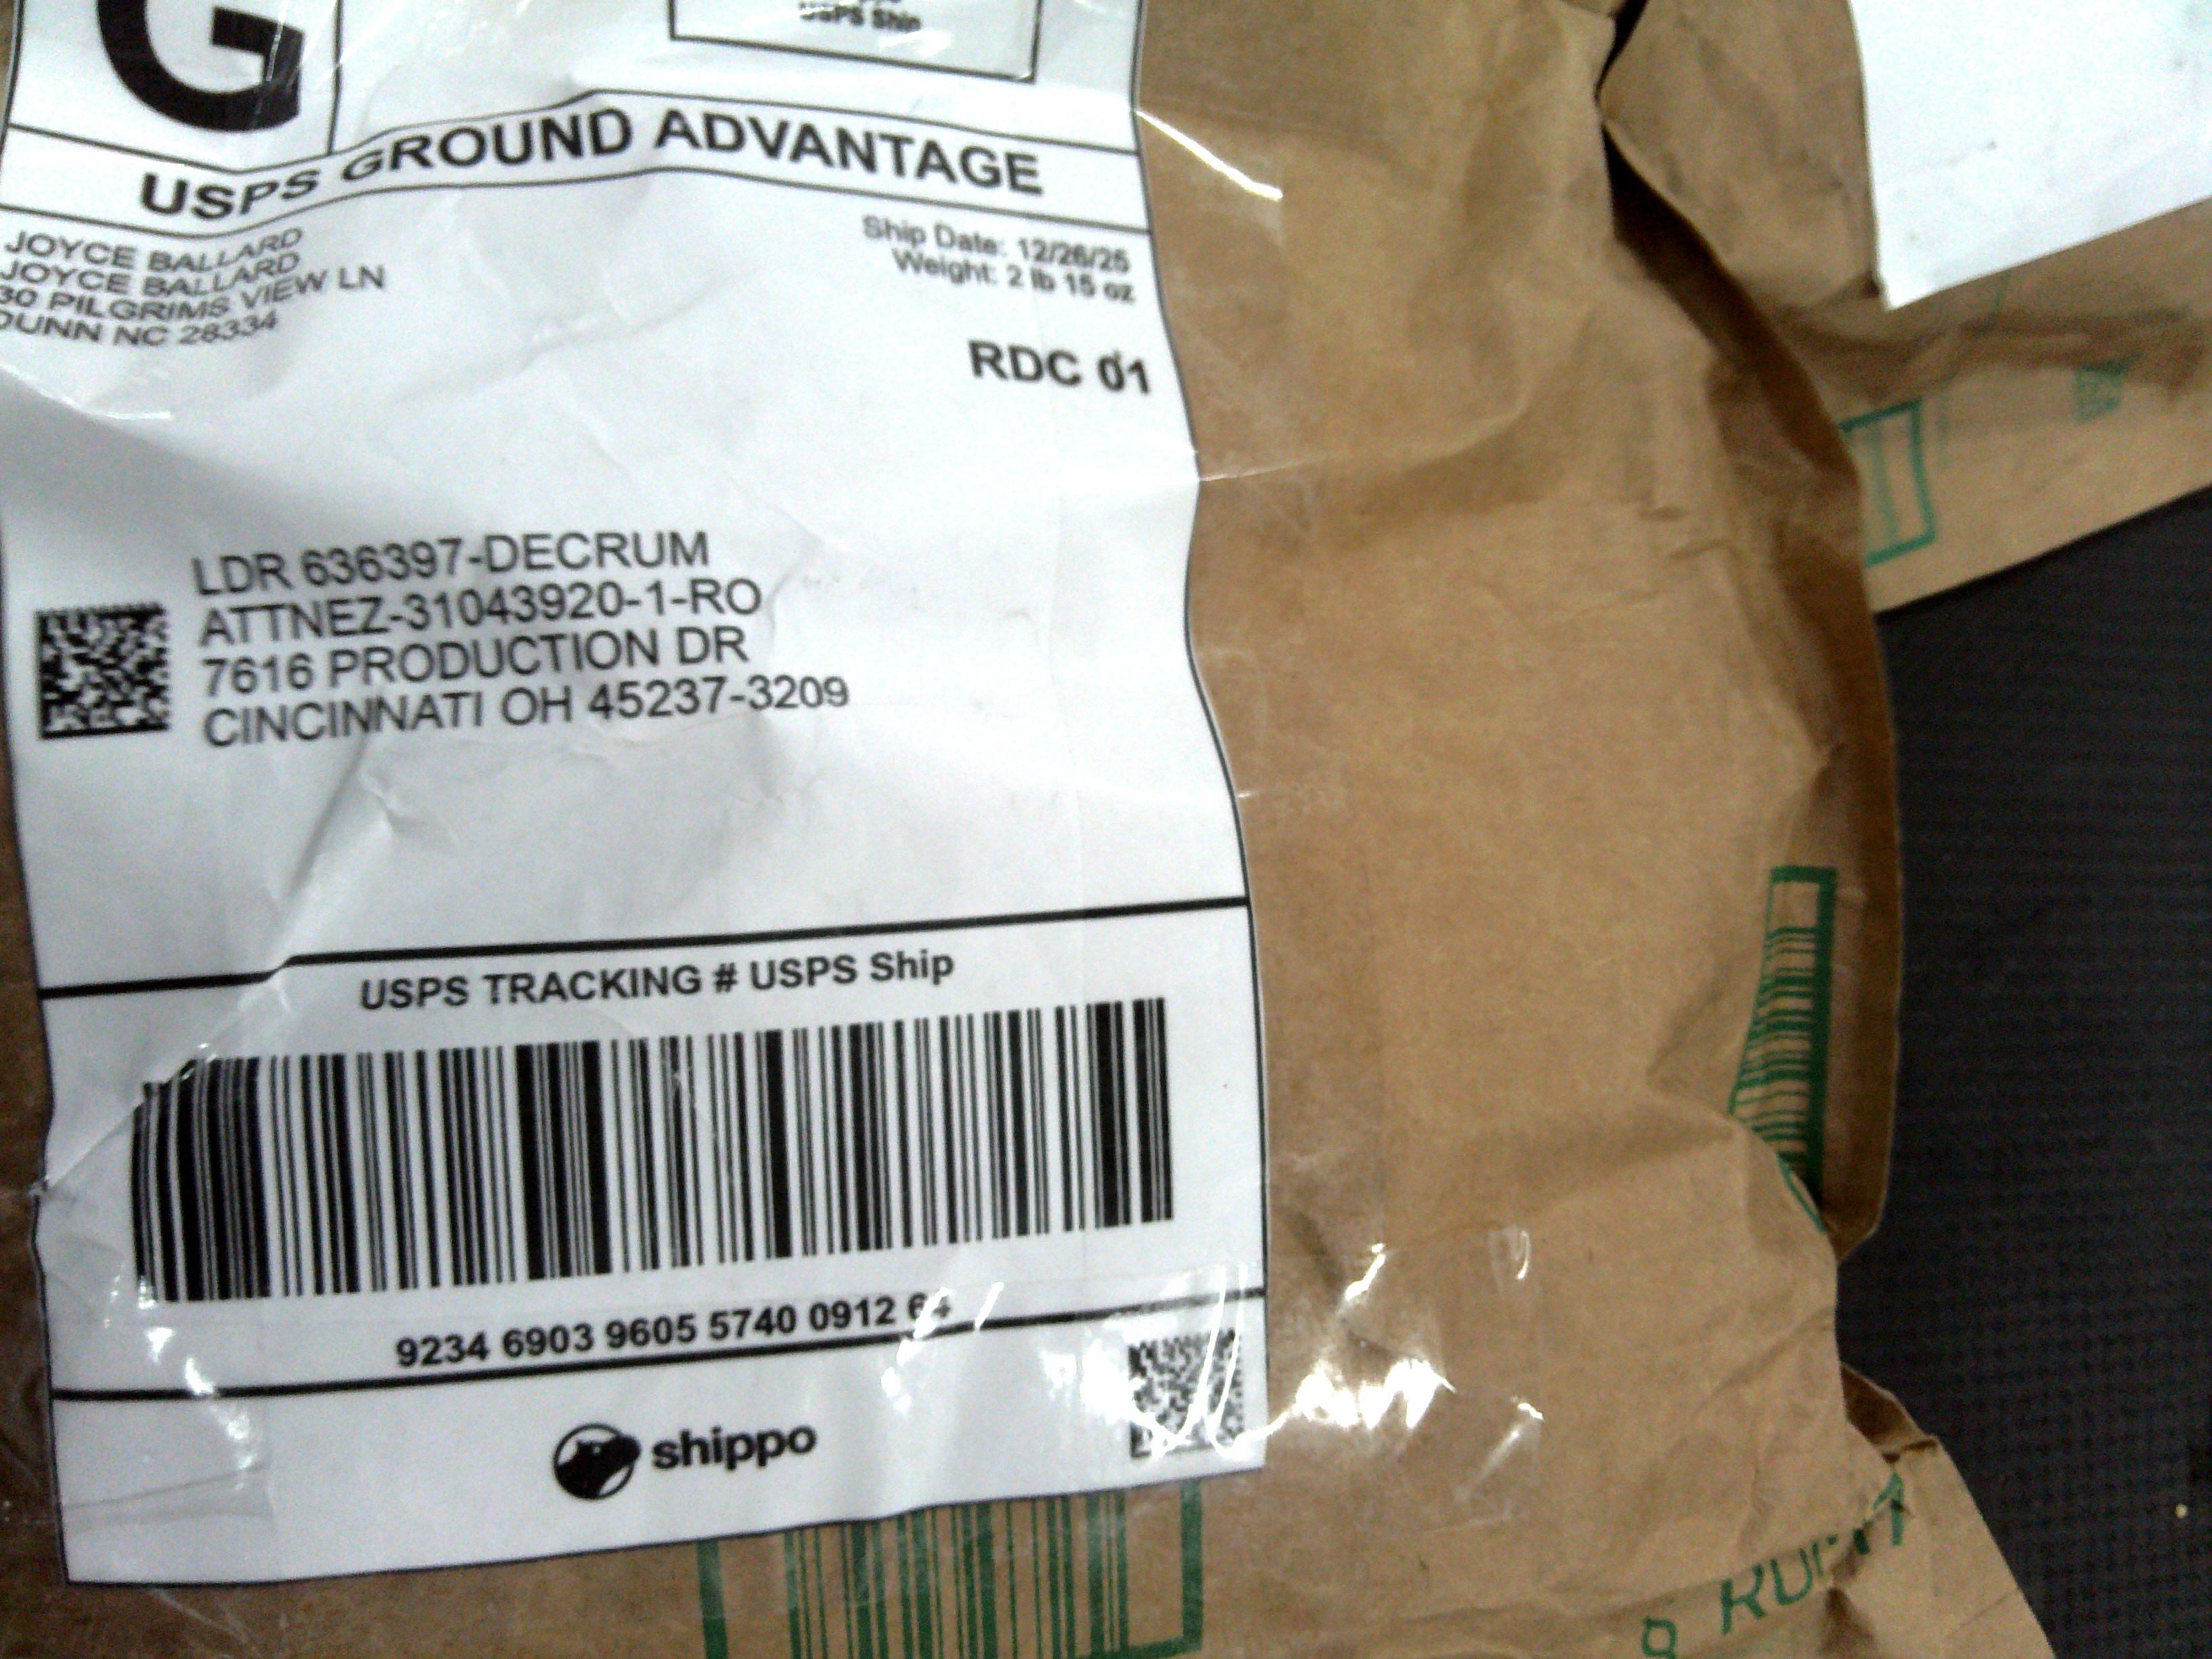 G
USPS Ship
USPS GROUND ADVANTAGE
JOYCE BALLARD
JOYCE BALLARD
30 PILGRIMS VIEW LN
DUNN NC 28334
Ship Date: 12/26/25
Weight: 2 lb 15 oz
RDC 01
LDR 636397-DECRUM
ATTNEZ-31043920-1-RO
7616 PRODUCTION DR
CINCINNATI OH 45237-3209
USPS TRACKING # USPS Ship
9234 6903 9605 5740 0912 64
shippo